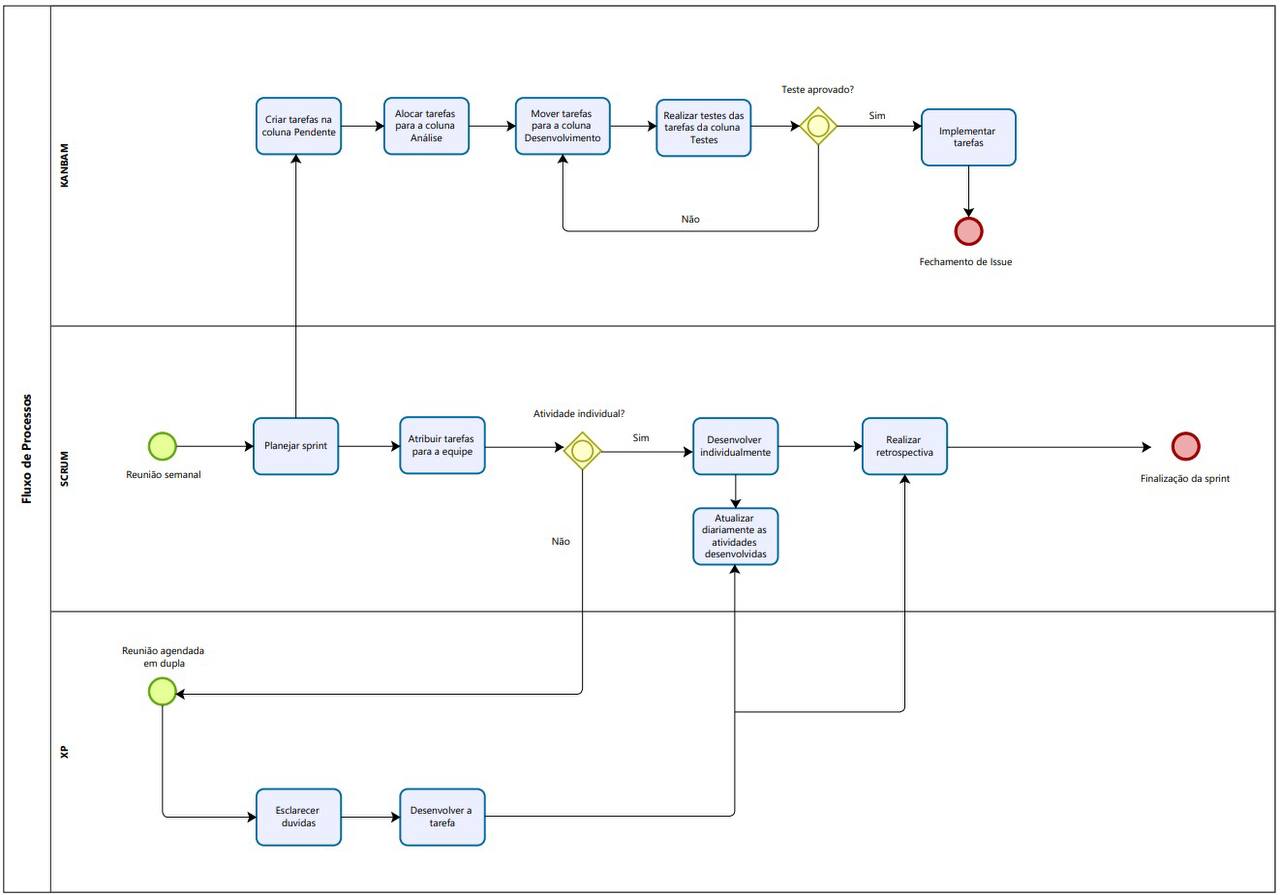 Fluxo de Processos
KANBAM
Criar tarefas na
coluna Pendente
Alocar tarefas
para a coluna
Análise
Mover tarefas
para a coluna
Desenvolvimento
Realizar testes das
tarefas da coluna
Testes
Teste aprovado?
Sim
Não
Implementar
tarefas
Fechamento de Issue
SCRUM
Reunião semanal
Planejar sprint
Atribuir tarefas
para a equipe
Atividade individual?
Sim
Não
Desenvolver
individualmente
Atualizar
diariamente as
atividades
desenvolvidas
Realizar
retrospectiva
Finalização da sprint
XP
Reunião agendada
em dupla
Esclarecer
duvidas
Desenvolver a
tarefa